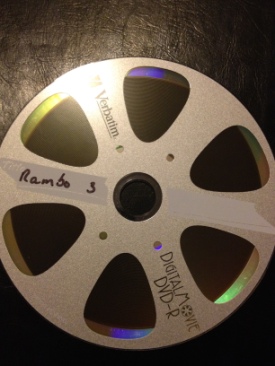 Verbatim.
Rambo 3
DIGITAL MOVIE
DVD-R